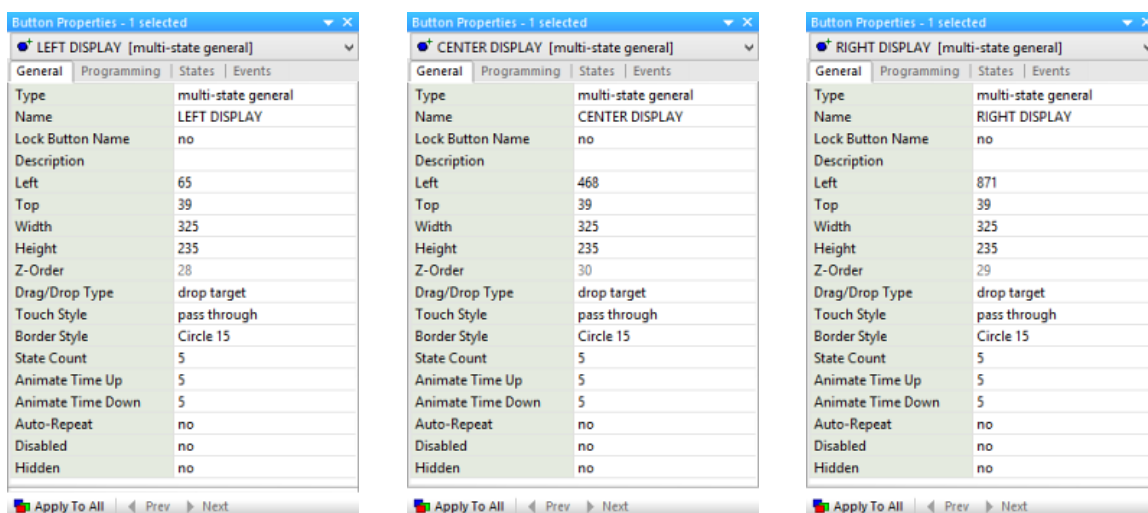 Button Properties - 1 selected
LEFT DISPLAY [multi-state general]
General Programming States Events
Type multi-state general
Name LEFT DISPLAY
Lock Button Name no
Description
Left 65
Top 39
Width 325
Height 235
Z-Order 28
Drag/Drop Type drop target
Touch Style pass through
Border Style Circle 15
State Count 5
Animate Time Up 5
Animate Time Down 5
Auto-Repeat no
Disabled no
Hidden no
Apply To All Prev Next
Button Properties - 1 selected
CENTER DISPLAY [multi-state general]
General Programming States Events
Type multi-state general
Name CENTER DISPLAY
Lock Button Name no
Description
Left 468
Top 39
Width 325
Height 235
Z-Order 30
Drag/Drop Type drop target
Touch Style pass through
Border Style Circle 15
State Count 5
Animate Time Up 5
Animate Time Down 5
Auto-Repeat no
Disabled no
Hidden no
Apply To All Prev Next
Button Properties - 1 selected
RIGHT DISPLAY [multi-state general]
General Programming States Events
Type multi-state general
Name RIGHT DISPLAY
Lock Button Name no
Description
Left 871
Top 39
Width 325
Height 235
Z-Order 29
Drag/Drop Type drop target
Touch Style pass through
Border Style Circle 15
State Count 5
Animate Time Up 5
Animate Time Down 5
Auto-Repeat no
Disabled no
Hidden no
Apply To All Prev Next